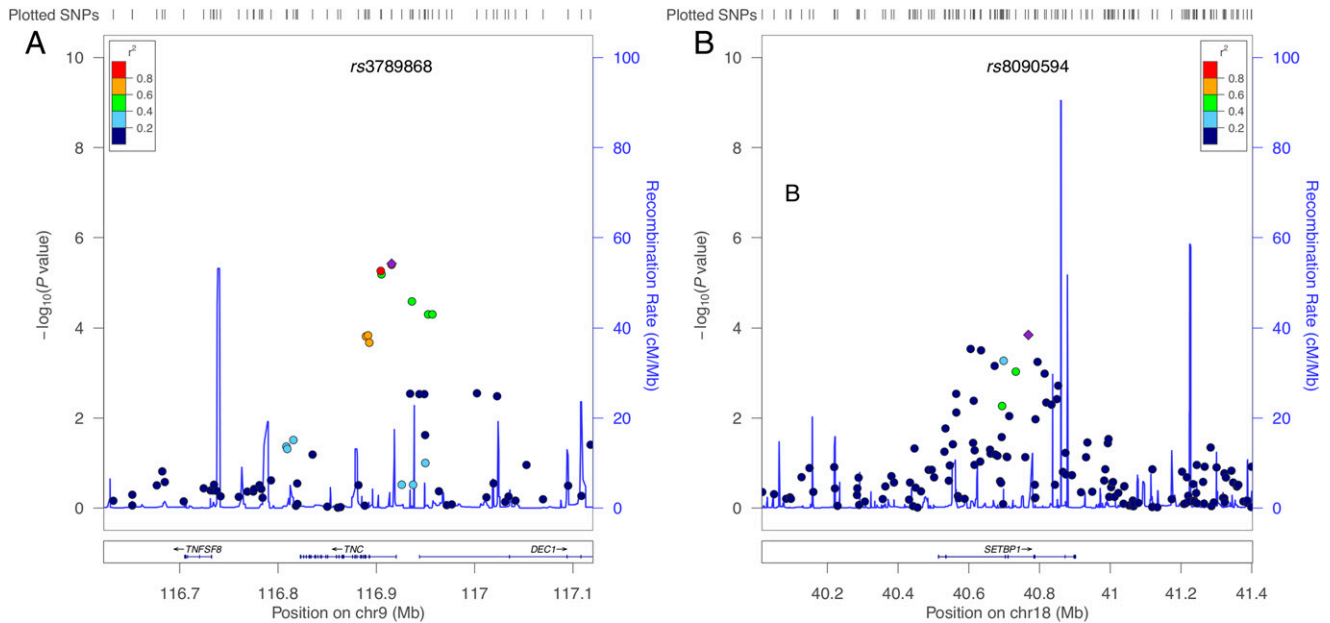 Plotted SNPs
A
r²
0.8
0.6
0.4
0.2
rs3789868
10
8
6
4
2
0
−log₁₀(P value)
100
80
60
40
20
0
Recombination Rate (cM/Mb)
←TNFSF8
←TNC
DEC1→
116.7
116.8
116.9
117
117.1
Position on chr9 (Mb)
Plotted SNPs
B
rs8090594
r²
0.8
0.6
0.4
0.2
B
10
8
6
4
2
0
−log₁₀(P value)
100
80
60
40
20
0
Recombination Rate (cM/Mb)
SETBP1→
40.2
40.4
40.6
40.8
41
41.2
41.4
Position on chr18 (Mb)